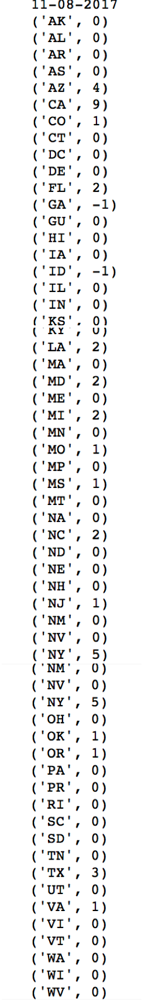 11-08-2017
('AK', 0)
('AL', 0)
('AR', 0)
('AS', 0)
('AZ', 4)
('CA', 9)
('CO', 1)
('CT', 0)
('DC', 0)
('DE', 0)
('FL', 2)
('GA', -1)
('GU', 0)
('HI', 0)
('IA', 0)
('ID', -1)
('IL', 0)
('IN', 0)
('KS', 0)
('KY', 0)
('LA', 2)
('MA', 0)
('MD', 2)
('ME', 0)
('MI', 2)
('MN', 0)
('MO', 1)
('MP', 0)
('MS', 1)
('MT', 0)
('NA', 0)
('NC', 2)
('ND', 0)
('NE', 0)
('NH', 0)
('NJ', 1)
('NM', 0)
('NV', 0)
('NY', 5)
('NM', 0)
('NV', 0)
('NY', 5)
('OH', 0)
('OK', 1)
('OR', 1)
('PA', 0)
('PR', 0)
('RI', 0)
('SC', 0)
('SD', 0)
('TN', 0)
('TX', 3)
('UT', 0)
('VA', 1)
('VI', 0)
('VT', 0)
('WA', 0)
('WI', 0)
('WV', 0)